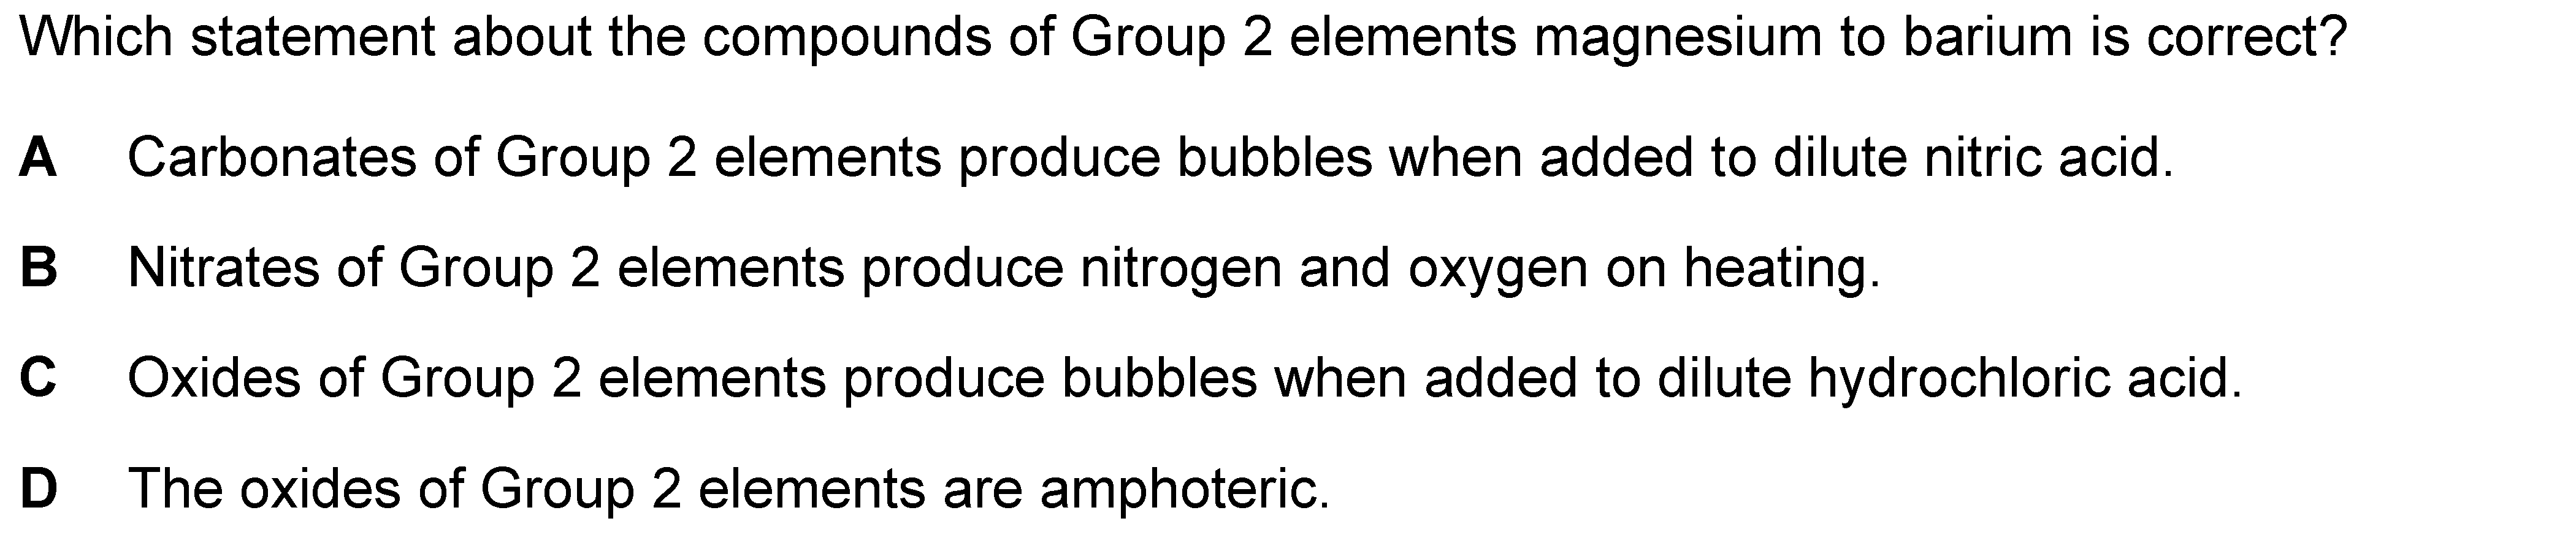 Which statement about the compounds of Group 2 elements magnesium to barium is correct?
A Carbonates of Group 2 elements produce bubbles when added to dilute nitric acid.
B Nitrates of Group 2 elements produce nitrogen and oxygen on heating.
C Oxides of Group 2 elements produce bubbles when added to dilute hydrochloric acid.
D The oxides of Group 2 elements are amphoteric.